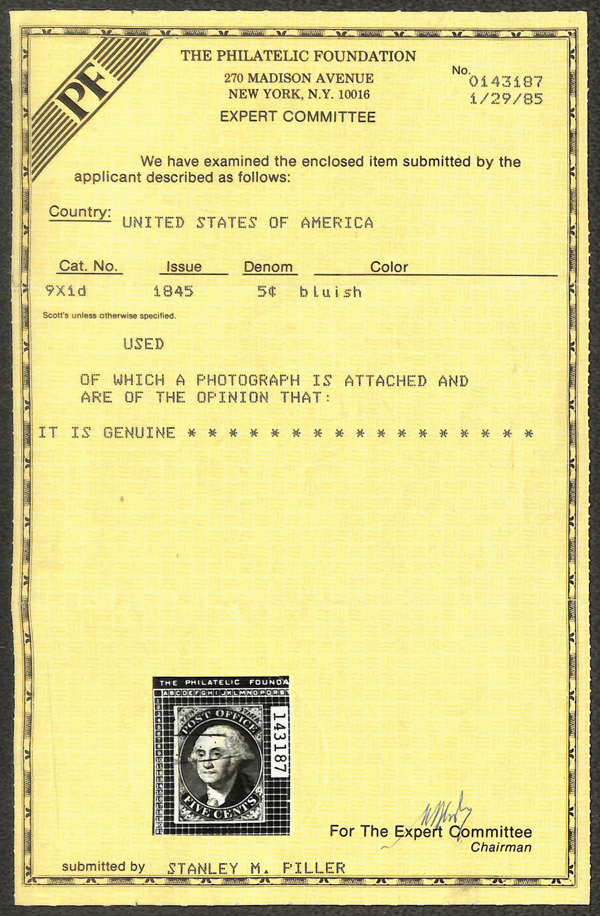 PF
THE PHILATELIC FOUNDATION
270 MADISON AVENUE
NEW YORK, N.Y. 10016
EXPERT COMMITTEE
No. 0143187
1/29/85
We have examined the enclosed item submitted by the
applicant described as follows:
Country: UNITED STATES OF AMERICA
Cat. No. Issue Denom Color
9X1d 1845 5¢ bluish
Scott's unless otherwise specified.
USED
OF WHICH A PHOTOGRAPH IS ATTACHED AND
ARE OF THE OPINION THAT:
IT IS GENUINE * * * * * * * * * * * * * * * * *
THE PHILATELIC FOUNDA
ABCDEFGHIJKLMNOPQRS
POST OFFICE
143187
FIVE CENTS
For The Expert Committee
Chairman
submitted by STANLEY M. PILLER